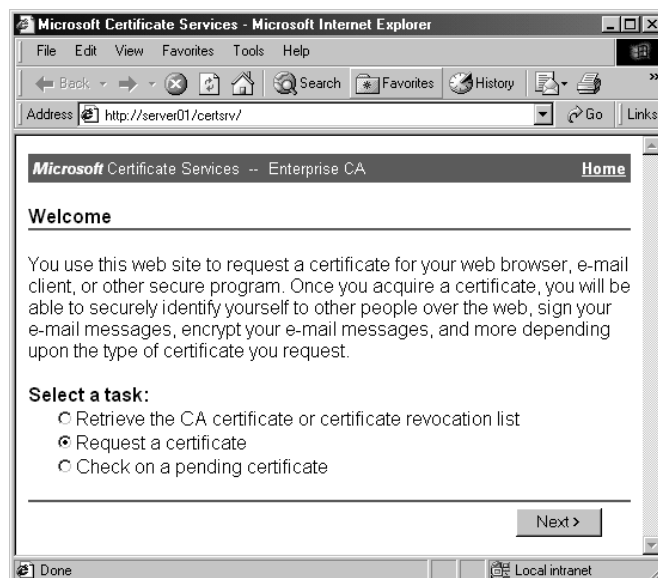 Microsoft Certificate Services - Microsoft Internet Explorer
File Edit View Favorites Tools Help
Back Search Favorites History »
Address http://server01/certsrv/ Go Links
Microsoft Certificate Services -- Enterprise CA Home
Welcome
You use this web site to request a certificate for your web browser, e-mail
client, or other secure program. Once you acquire a certificate, you will be
able to securely identify yourself to other people over the web, sign your
e-mail messages, encrypt your e-mail messages, and more depending
upon the type of certificate you request.
Select a task:
Retrieve the CA certificate or certificate revocation list
Request a certificate
Check on a pending certificate
Next >
Done Local intranet